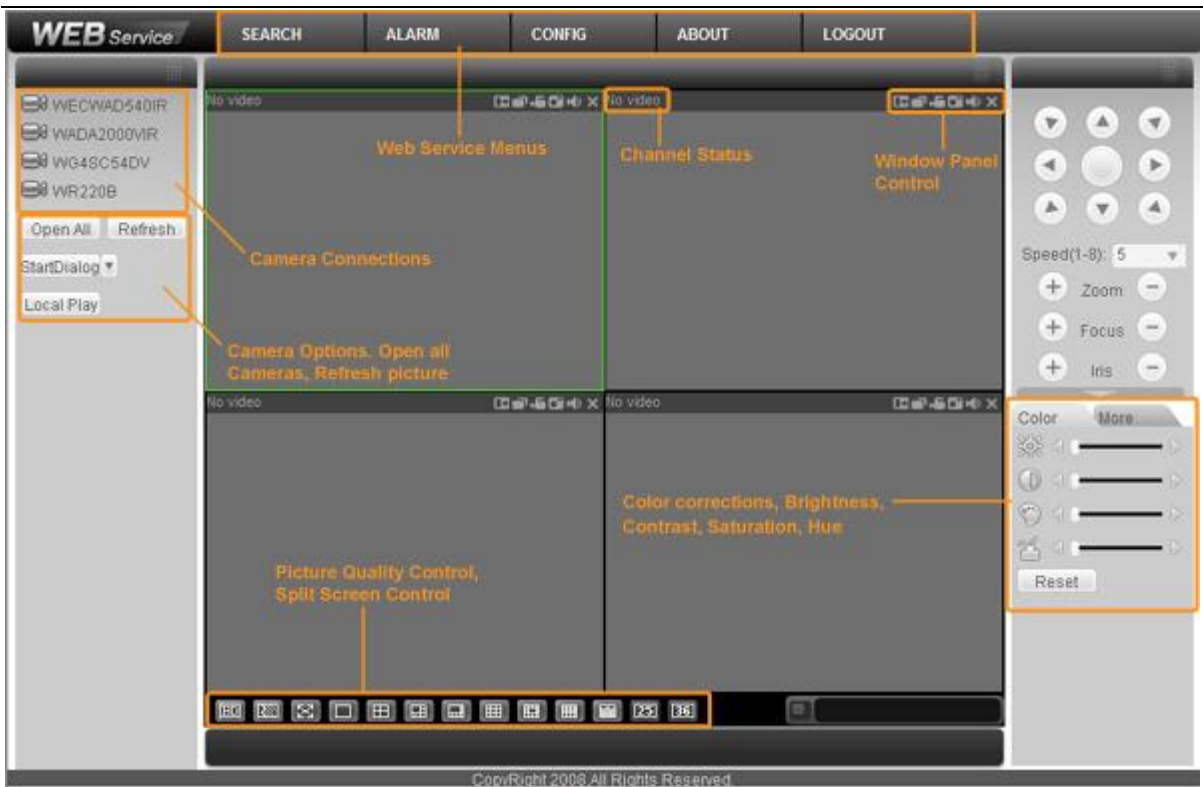 WEB Service
SEARCH ALARM CONFIG ABOUT LOGOUT
WECWAD540IR
WADA2000VIR
WG4SC54DV
WR220B
Open All Refresh
StartDialog
Local Play
No video
No video
Web Service Menus
Channel Status
Window Panel
Control
Camera Connections
Camera Options. Open all
Cameras, Refresh picture
Speed(1-8): 5
Zoom
Focus
Iris
No video
No video
Color More
Color corrections, Brightness,
Contrast, Saturation, Hue
Reset
Picture Quality Control,
Split Screen Control
25 36
CopyRight 2008 All Rights Reserved.